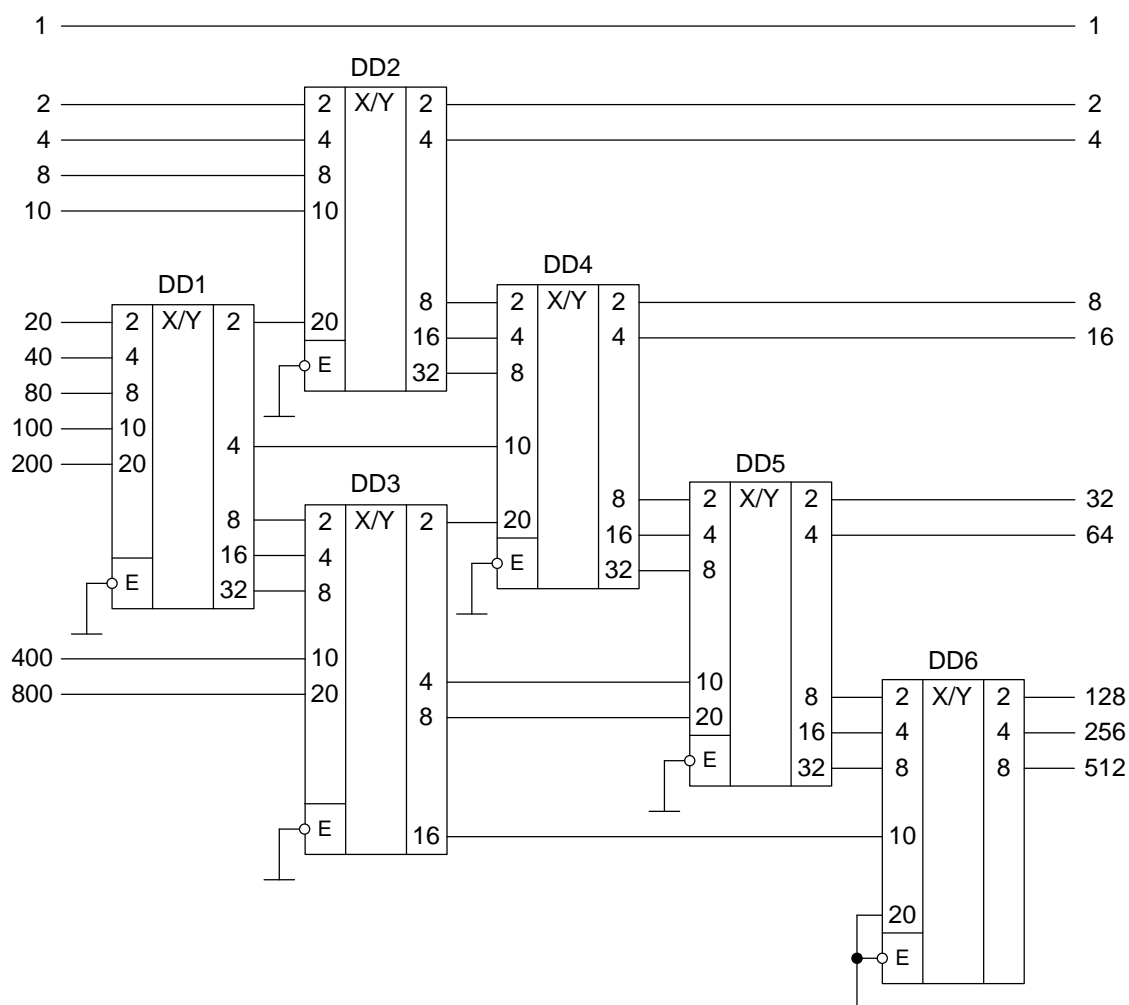 1 1
DD2
2 2 X/Y 2 2
4 4 4 4
8 8
10 10
DD4
DD1
8 2 X/Y 2 8
20 2 X/Y 2 20
16 4 4 16
40 4
E 32 8
80 8
100 10
4 10
200 20
DD5
DD3
8 2 X/Y 2 32
8 2 X/Y 2 20
16 4 4 64
16 4
E
32 8
E 32 8
400 10
DD6
4 10
800 20
8 2 X/Y 2 128
8 20
16 4 4 256
E
32 8 8 512
E 16 10
20
E